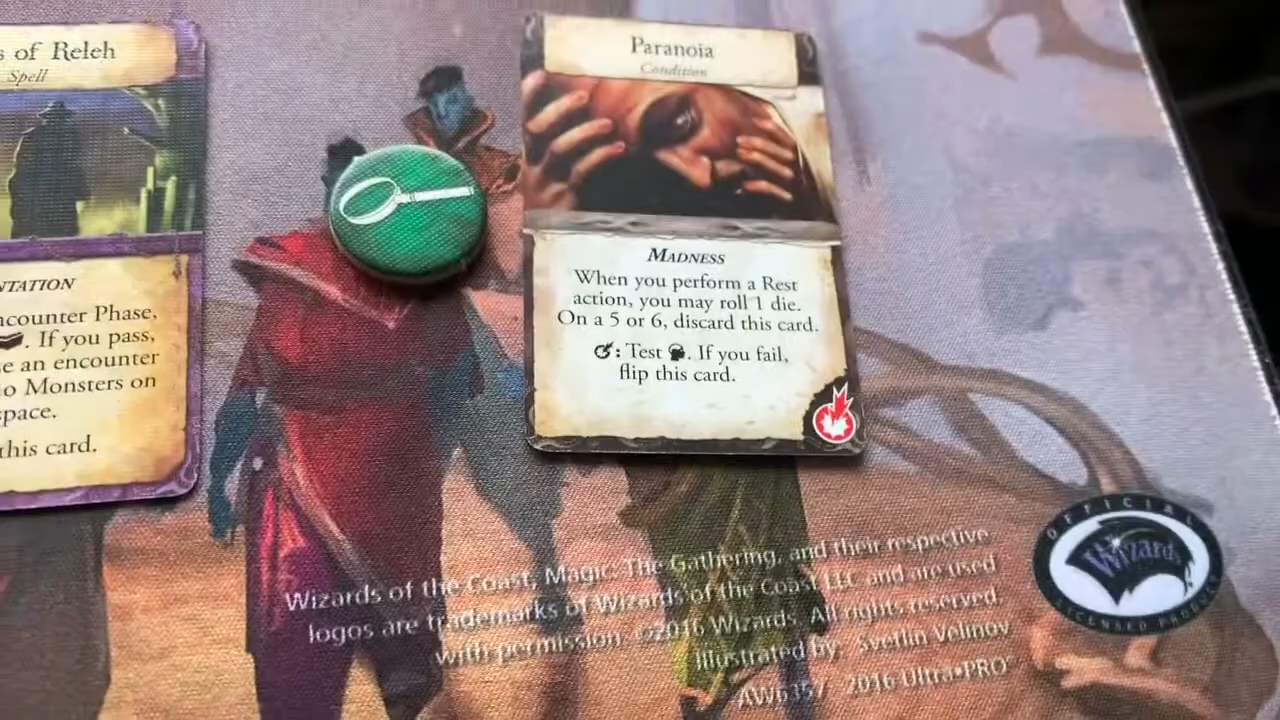 s of Releh
Spell
NTATION
ncounter Phase,
. If you pass,
se an encounter
no Monsters on
space.
this card.
Paranoia
Condition
MADNESS
When you perform a Rest
action, you may roll 1 die.
On a 5 or 6, discard this card.
: Test . If you fail,
flip this card.
Wizards of the Coast, Magic: The Gathering, and their respective
logos are trademarks of Wizards of the Coast LLC and are used
with permission. ©2016 Wizards. All rights reserved.
Illustrated by: Svetlin Velinov
AW6357 2016 Ultra•PRO
OFFICIAL
Wizards
LICENSED PRODUCT